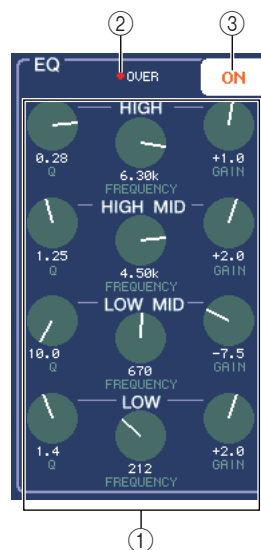 ② ③
EQ OVER ON
HIGH
0.28 6.30k +1.0
Q FREQUENCY GAIN
HIGH MID
1.25 4.50k +2.0
Q FREQUENCY GAIN
LOW MID
10.0 670 -7.5
Q FREQUENCY GAIN
LOW
1.4 212 +2.0
Q FREQUENCY GAIN
①